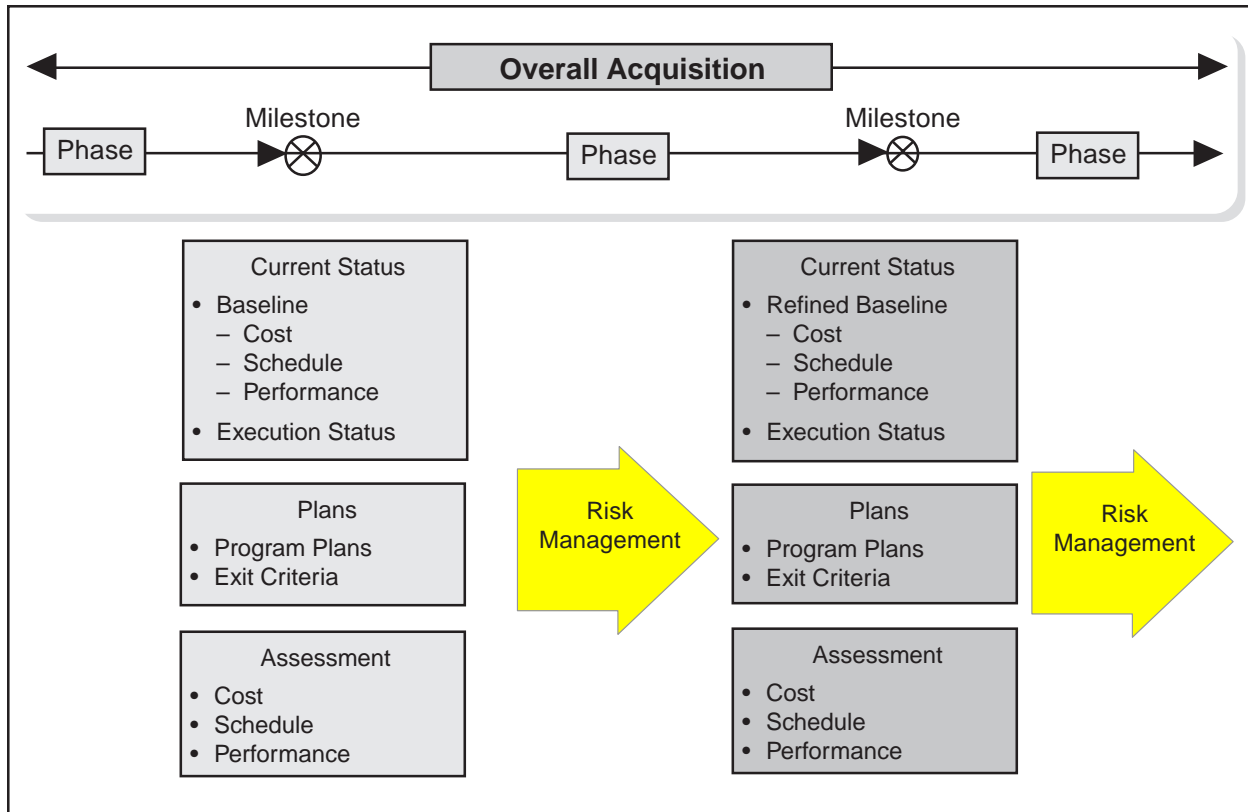 Overall Acquisition
Milestone
Milestone
Phase
Phase
Phase
Current Status
• Baseline
– Cost
– Schedule
– Performance
• Execution Status
Plans
• Program Plans
• Exit Criteria
Assessment
• Cost
• Schedule
• Performance
Risk
Management
Current Status
• Refined Baseline
– Cost
– Schedule
– Performance
• Execution Status
Plans
• Program Plans
• Exit Criteria
Assessment
• Cost
• Schedule
• Performance
Risk
Management